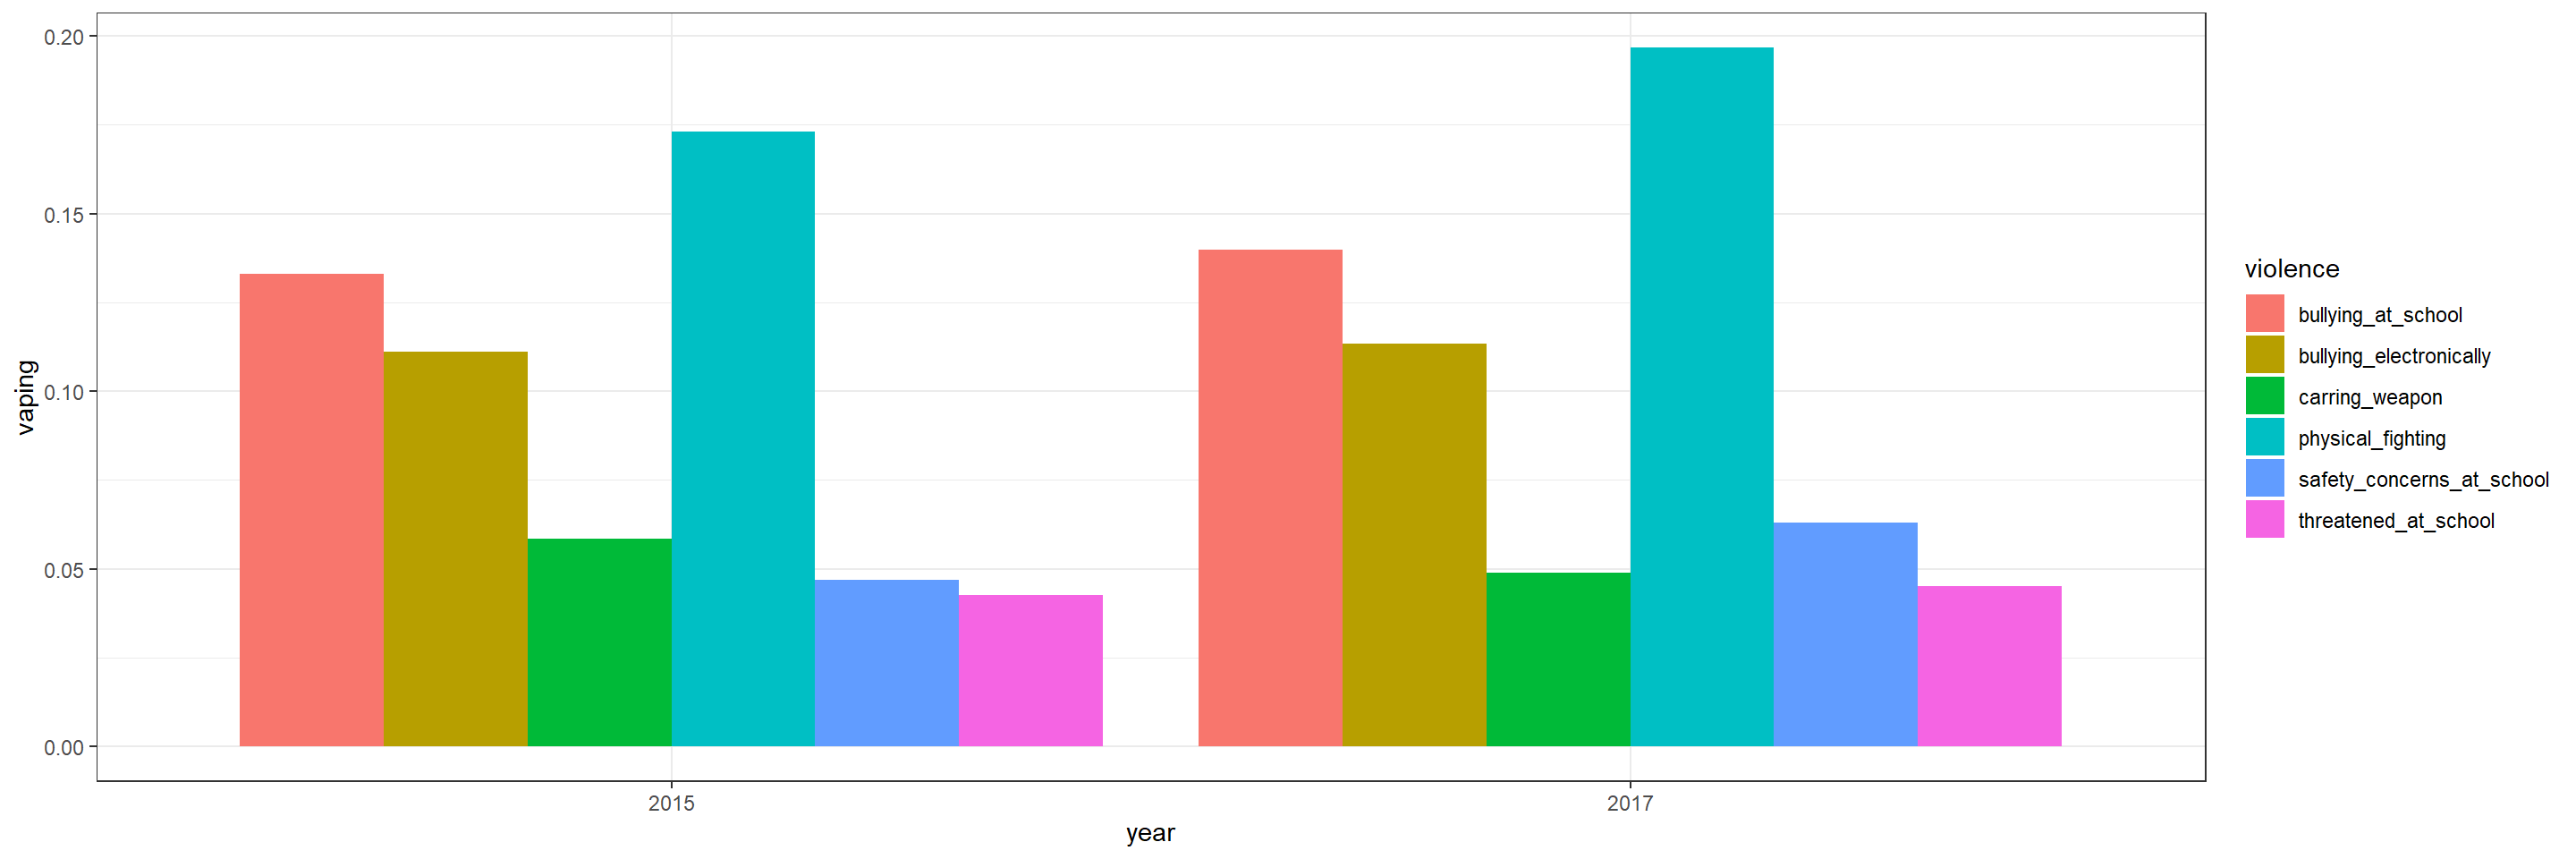 0.20
0.15
0.10
0.05
0.00
vaping
2015 2017
year
violence
bullying_at_school
bullying_electronically
carring_weapon
physical_fighting
safety_concerns_at_school
threatened_at_school